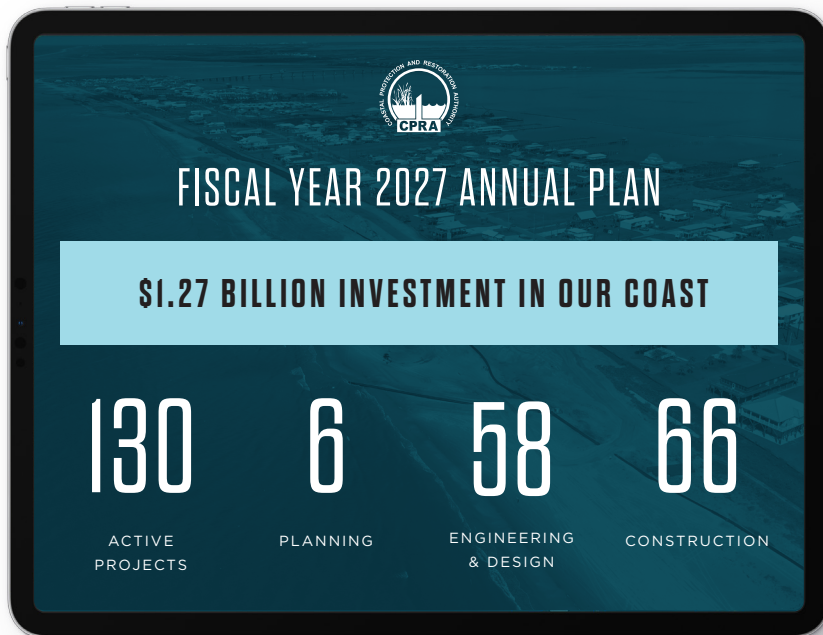 COASTAL PROTECTION AND RESTORATION AUTHORITY
CPRA
FISCAL YEAR 2027 ANNUAL PLAN
$1.27 BILLION INVESTMENT IN OUR COAST
130
ACTIVE
PROJECTS
6
PLANNING
58
ENGINEERING
& DESIGN
66
CONSTRUCTION